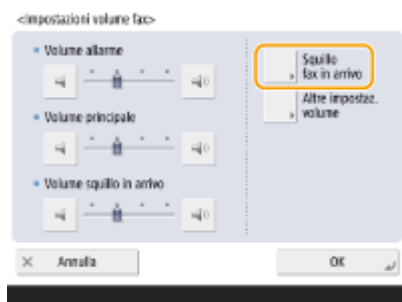 <Impostazioni volume fax>
Volume allarme
Volume principale
Volume squillo in arrivo
Squillo
fax in arrivo
Altre impostaz.
volume
Annulla
OK